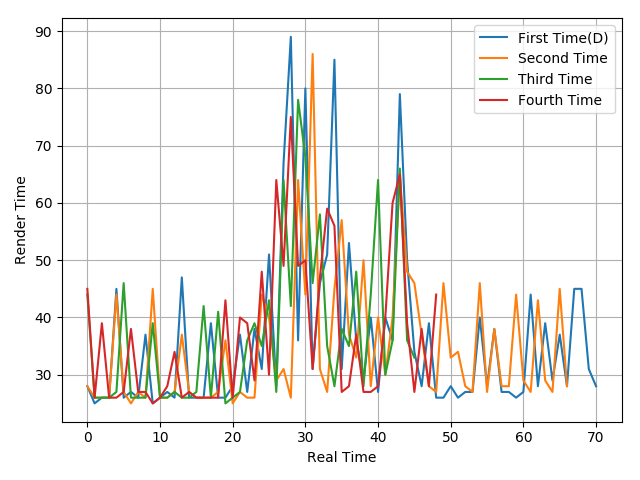 90
80
70
60
50
40
30
Render Time
First Time(D)
Second Time
Third Time
Fourth Time
0 10 20 30 40 50 60 70
Real Time